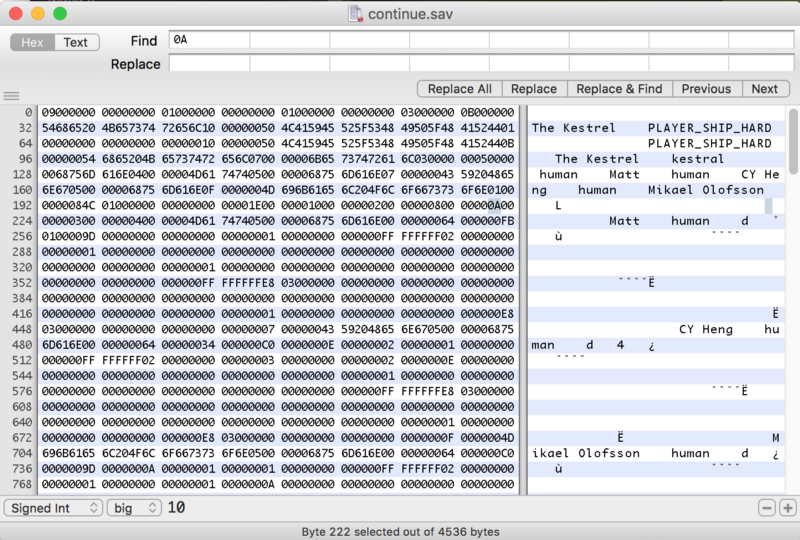 continue.sav
Hex Text Find 0A
Replace
Replace All Replace Replace & Find Previous Next
0 09000000 00000000 01000000 00000000 01000000 00000000 03000000 0B000000
32 54686520 4B657374 72656C10 00000050 4C415945 525F5348 49505F48 41524401 The Kestrel PLAYER_SHIP_HARD
64 00000000 00000000 00000010 00000050 4C415945 525F5348 49505F48 4152440B PLAYER_SHIP_HARD
96 00000054 6865204B 65737472 656C0700 00006B65 73747261 6C030000 00050000 The Kestrel kestral
128 0068756D 616E0400 00004D61 74740500 00006875 6D616E07 00000043 59204865 human Matt human CY He
160 6E670500 00006875 6D616E0F 0000004D 696B6165 6C204F6C 6F667373 6F6E0100 ng human Mikael Olofsson
192 0000084C 01000000 00000000 00001E00 00001000 00000200 00000800 00000A00 L
224 00000300 00000400 00004D61 74740500 00006875 6D616E00 00000064 000000FB Matt human d ˚
256 0100009D 00000000 00000000 00000001 00000000 000000FF FFFFFF02 00000000 ù ˇˇˇˇ
288 00000001 00000000 00000000 00000000 00000000 00000000 00000000 00000000
320 00000000 00000000 00000001 00000000 00000000 00000000 00000000 00000000
352 00000000 00000000 000000FF FFFFFFE8 03000000 00000000 00000000 00000000 ˇˇˇˇË
384 00000000 00000000 00000000 00000000 00000000 00000000 00000000 00000000
416 00000000 00000000 00000000 00000001 00000000 00000000 00000000 000000E8 Ë
448 03000000 00000000 00000000 00000007 00000043 59204865 6E670500 00006875 CY Heng hu
480 6D616E00 00000064 00000034 000000C0 0000000E 00000002 00000001 00000000 man d 4 ¿
512 000000FF FFFFFF02 00000000 00000003 00000000 00000002 0000000E 00000000 ˇˇˇˇ
544 00000000 00000000 00000000 00000000 00000000 00000001 00000000 00000000
576 00000000 00000000 00000000 00000000 00000000 000000FF FFFFFFE8 03000000 ˇˇˇˇË
608 00000000 00000000 00000000 00000000 00000000 00000000 00000000 00000000
640 00000000 00000000 00000000 00000000 00000000 00000000 00000001 00000000
672 00000000 00000000 000000E8 03000000 00000000 00000000 0000000F 0000004D Ë M
704 696B6165 6C204F6C 6F667373 6F6E0500 00006875 6D616E00 00000064 000000C0 ikael Olofsson human d ¿
736 0000009D 0000000A 00000001 00000001 00000000 000000FF FFFFFF02 00000000 ù ˇˇˇˇ
768 00000001 00000000 00000001 0000000A 00000000 00000000 00000000 00000000
Signed Int big 10
Byte 222 selected out of 4536 bytes